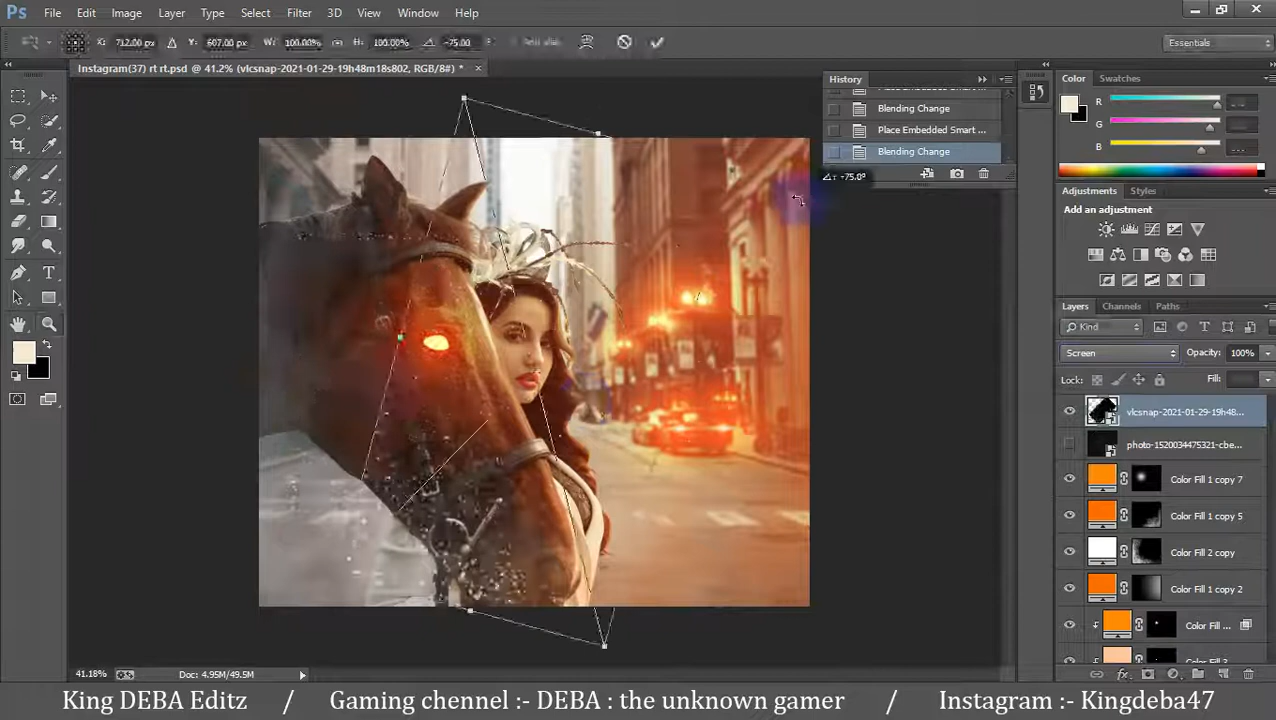 Ps File Edit Image Layer Type Select Filter 3D View Window Help
X: 712.00 px Y: 607.00 px W: 100.00% H: 100.00% -75.00 Essentials
Instagram(37) rt rt.psd @ 41.2% (vlcsnap-2021-01-29-19h48m18s802, RGB/8#) * ×
History
Blending Change
Place Embedded Smart ...
Blending Change
-75.0°
Color Swatches
R
G
B
Adjustments Styles
Add an adjustment
Layers Channels Paths
Kind
Screen Opacity: 100%
Lock: Fill:
vlcsnap-2021-01-29-19h48...
photo-1520034475321-cbe...
Color Fill 1 copy 7
Color Fill 1 copy 5
Color Fill 2 copy
Color Fill 1 copy 2
Color Fill ...
Color Fill 3
41.18% Doc: 4.95M/49.5M
King DEBA Editz / Gaming chennel :- DEBA : the unknown gamer / Instagram : Kingdeba47